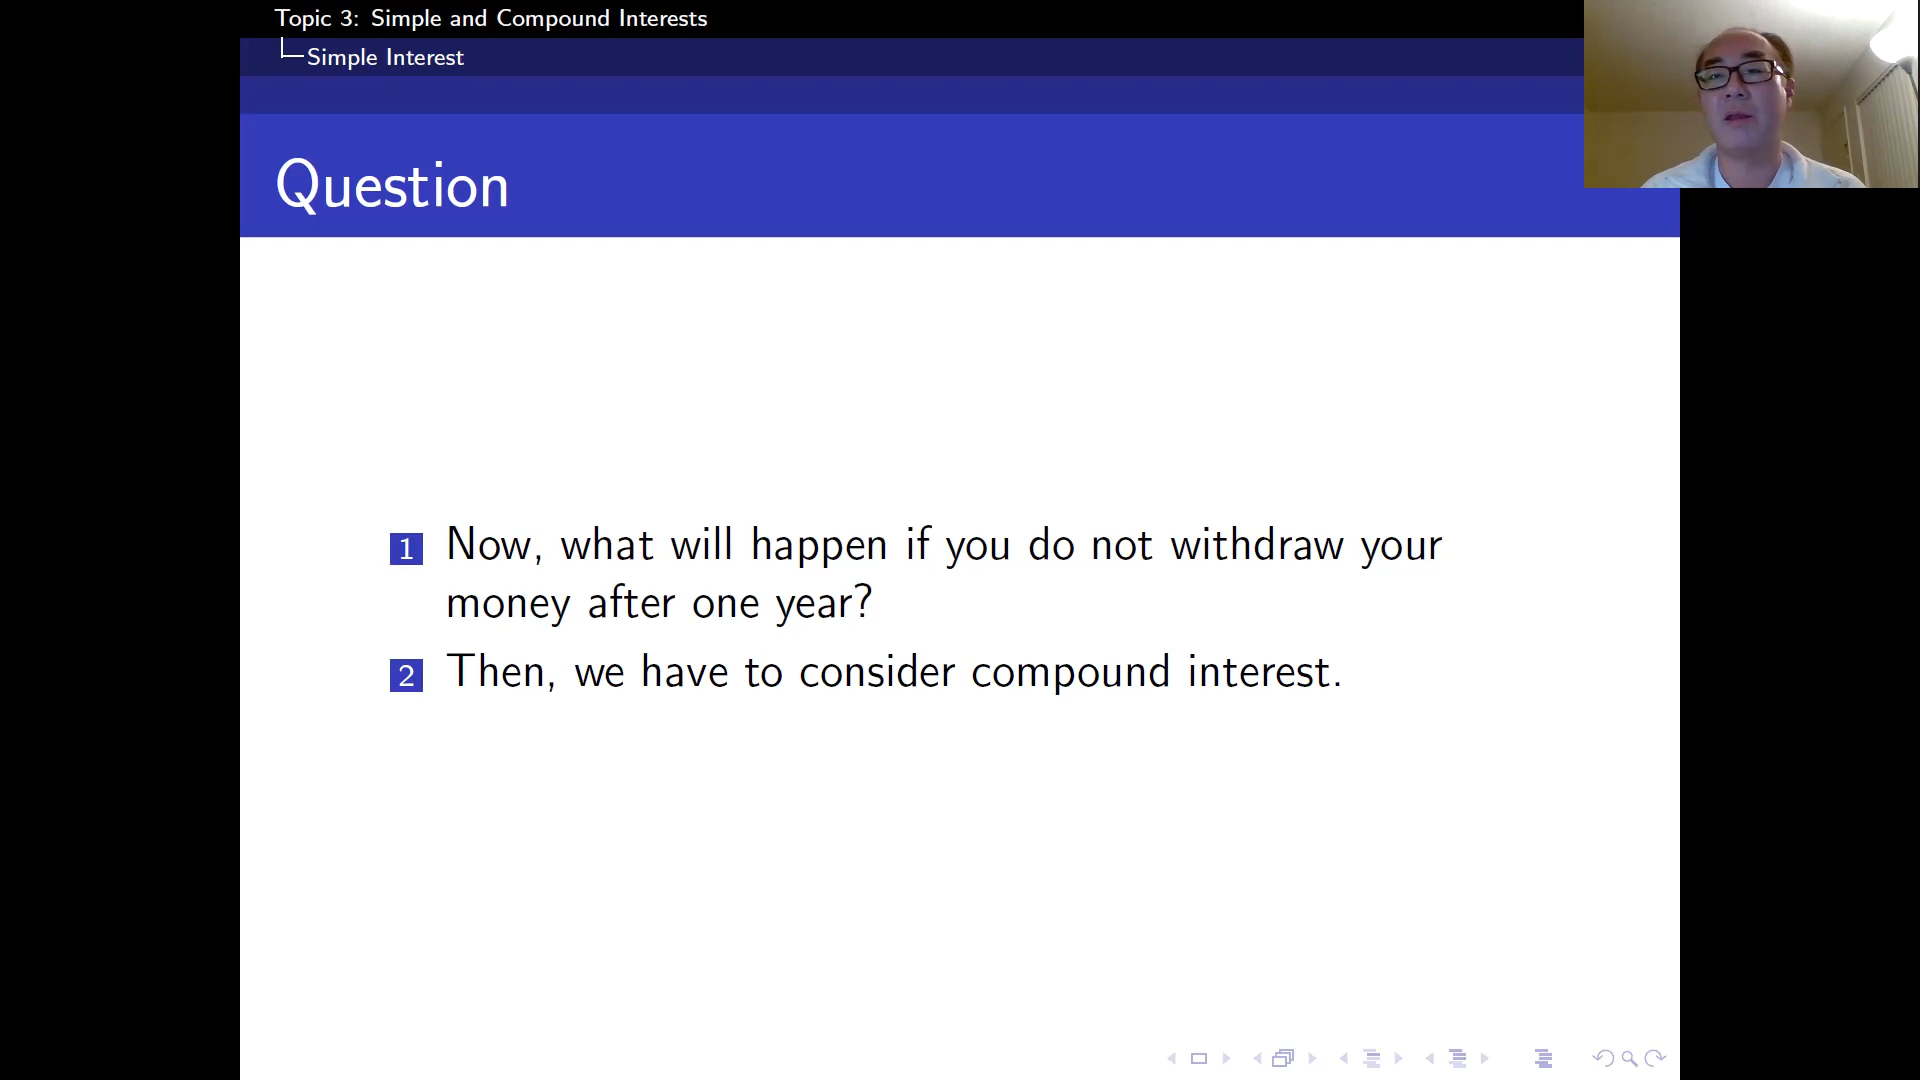 Topic 3: Simple and Compound Interests
Simple Interest
Question
1 Now, what will happen if you do not withdraw your
money after one year?
2 Then, we have to consider compound interest.